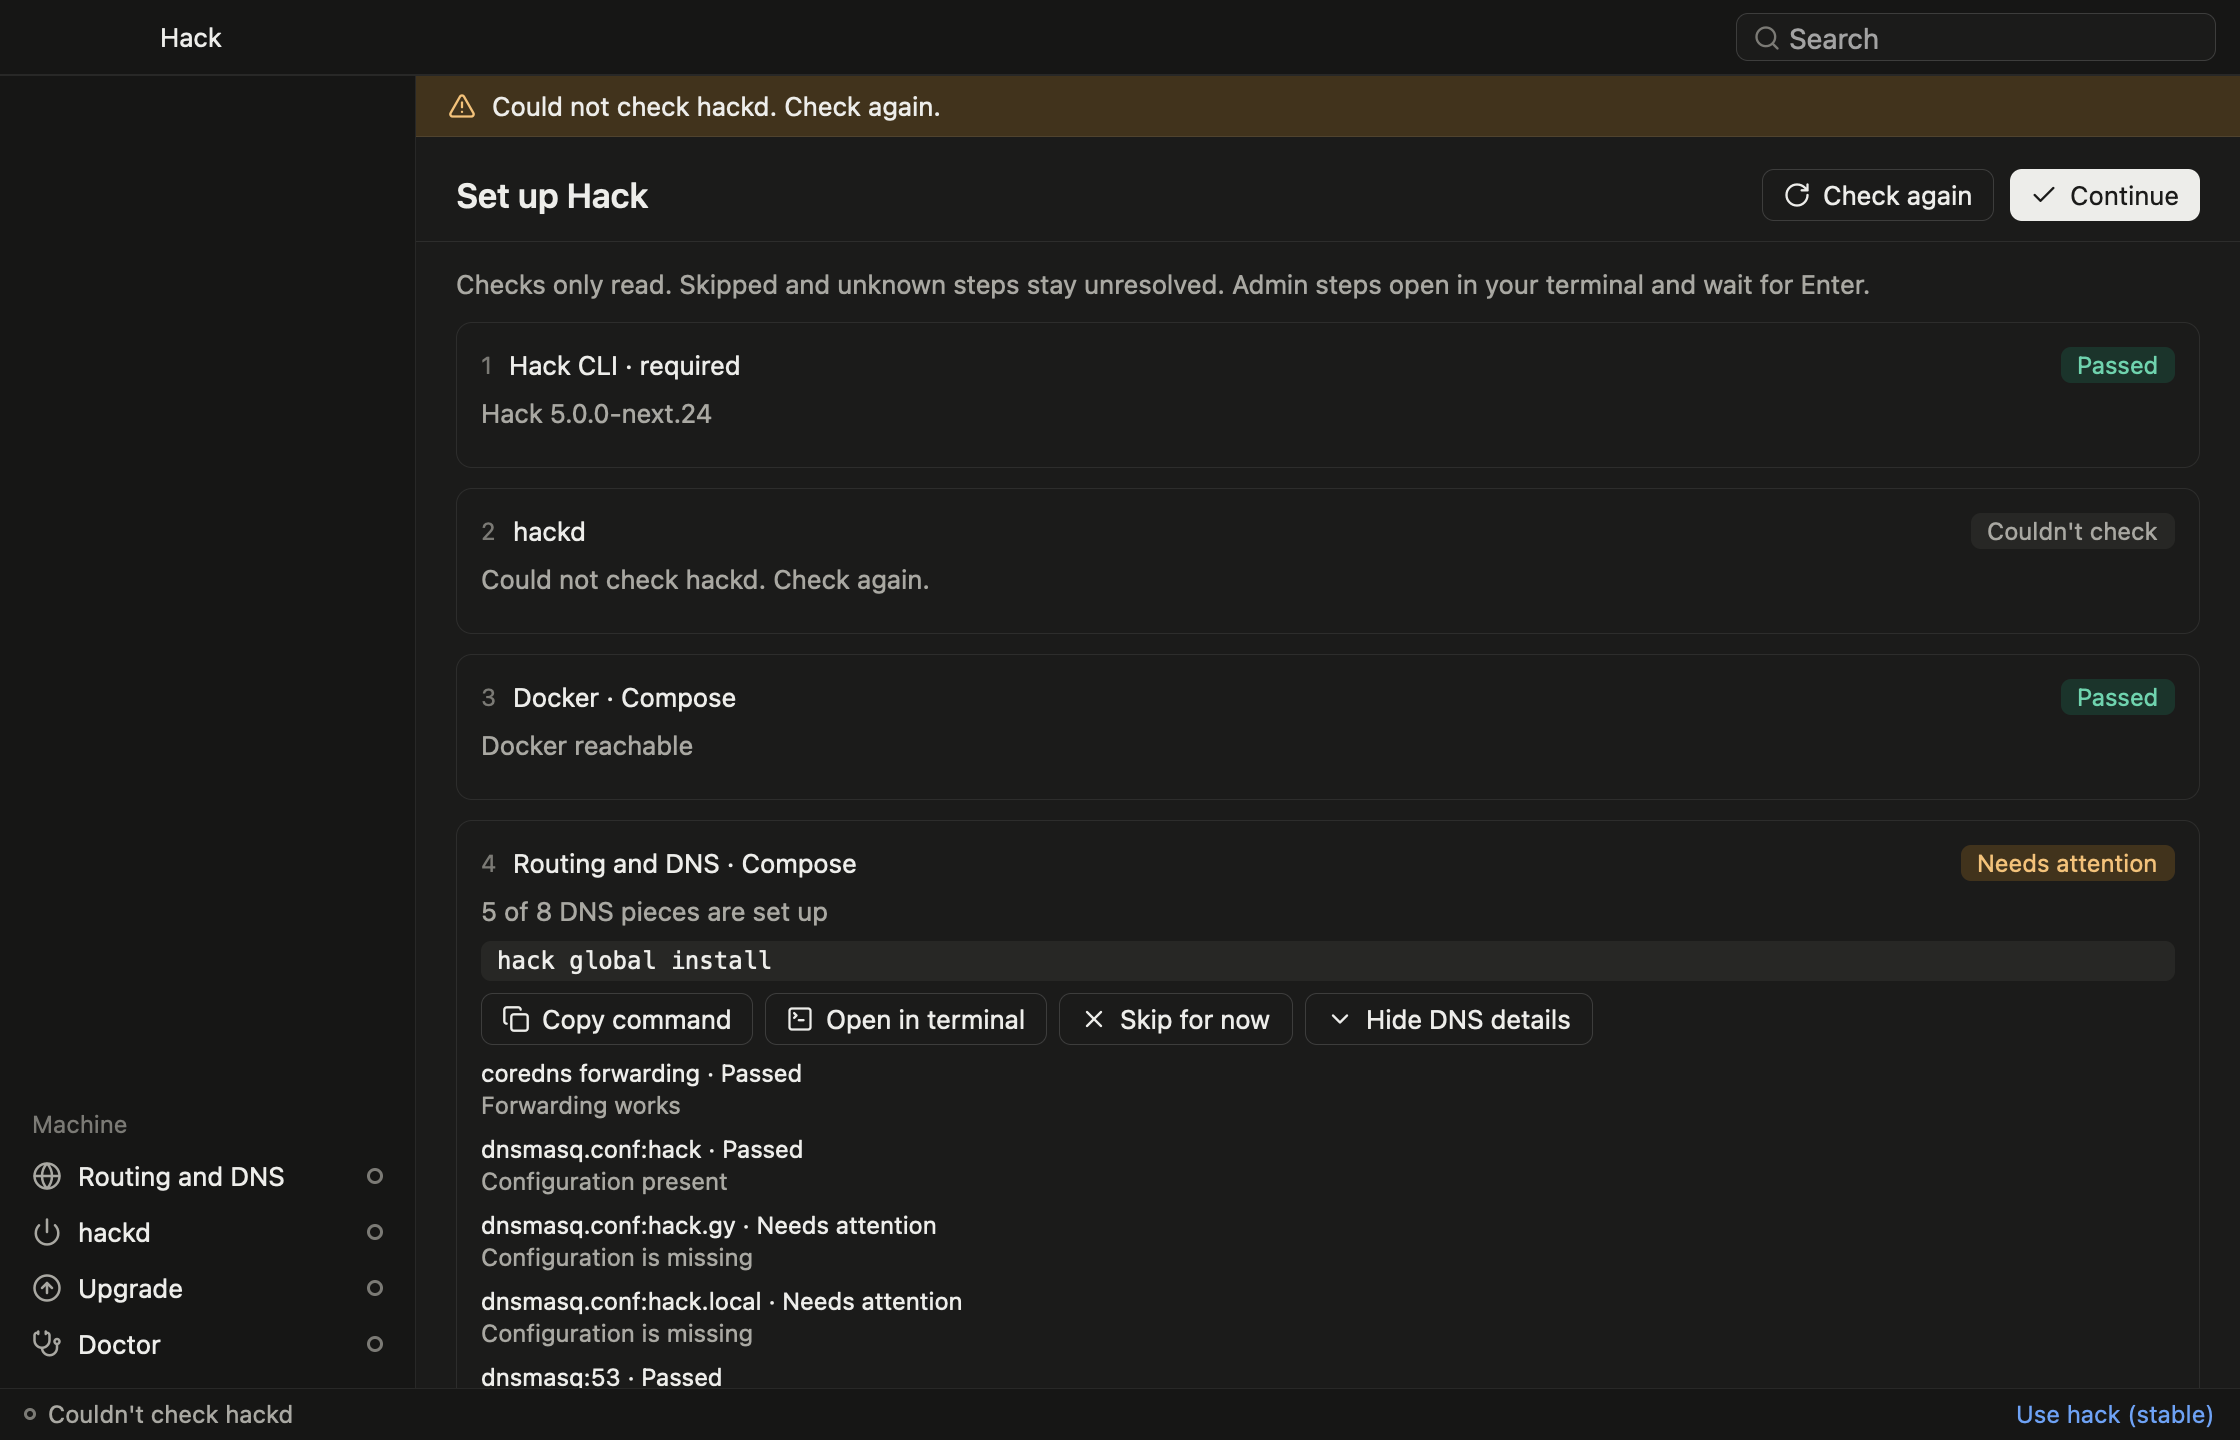 Hack
Search
Could not check hackd. Check again.
Set up Hack
Check again
Continue
Checks only read. Skipped and unknown steps stay unresolved. Admin steps open in your terminal and wait for Enter.
1 Hack CLI · required
Passed
Hack 5.0.0-next.24
2 hackd
Couldn't check
Could not check hackd. Check again.
3 Docker · Compose
Passed
Docker reachable
4 Routing and DNS · Compose
Needs attention
5 of 8 DNS pieces are set up
hack global install
Copy command
Open in terminal
Skip for now
Hide DNS details
coredns forwarding · Passed
Forwarding works
dnsmasq.conf:hack · Passed
Configuration present
dnsmasq.conf:hack.gy · Needs attention
Configuration is missing
dnsmasq.conf:hack.local · Needs attention
Configuration is missing
dnsmasq:53 · Passed
Machine
Routing and DNS
hackd
Upgrade
Doctor
Couldn't check hackd
Use hack (stable)